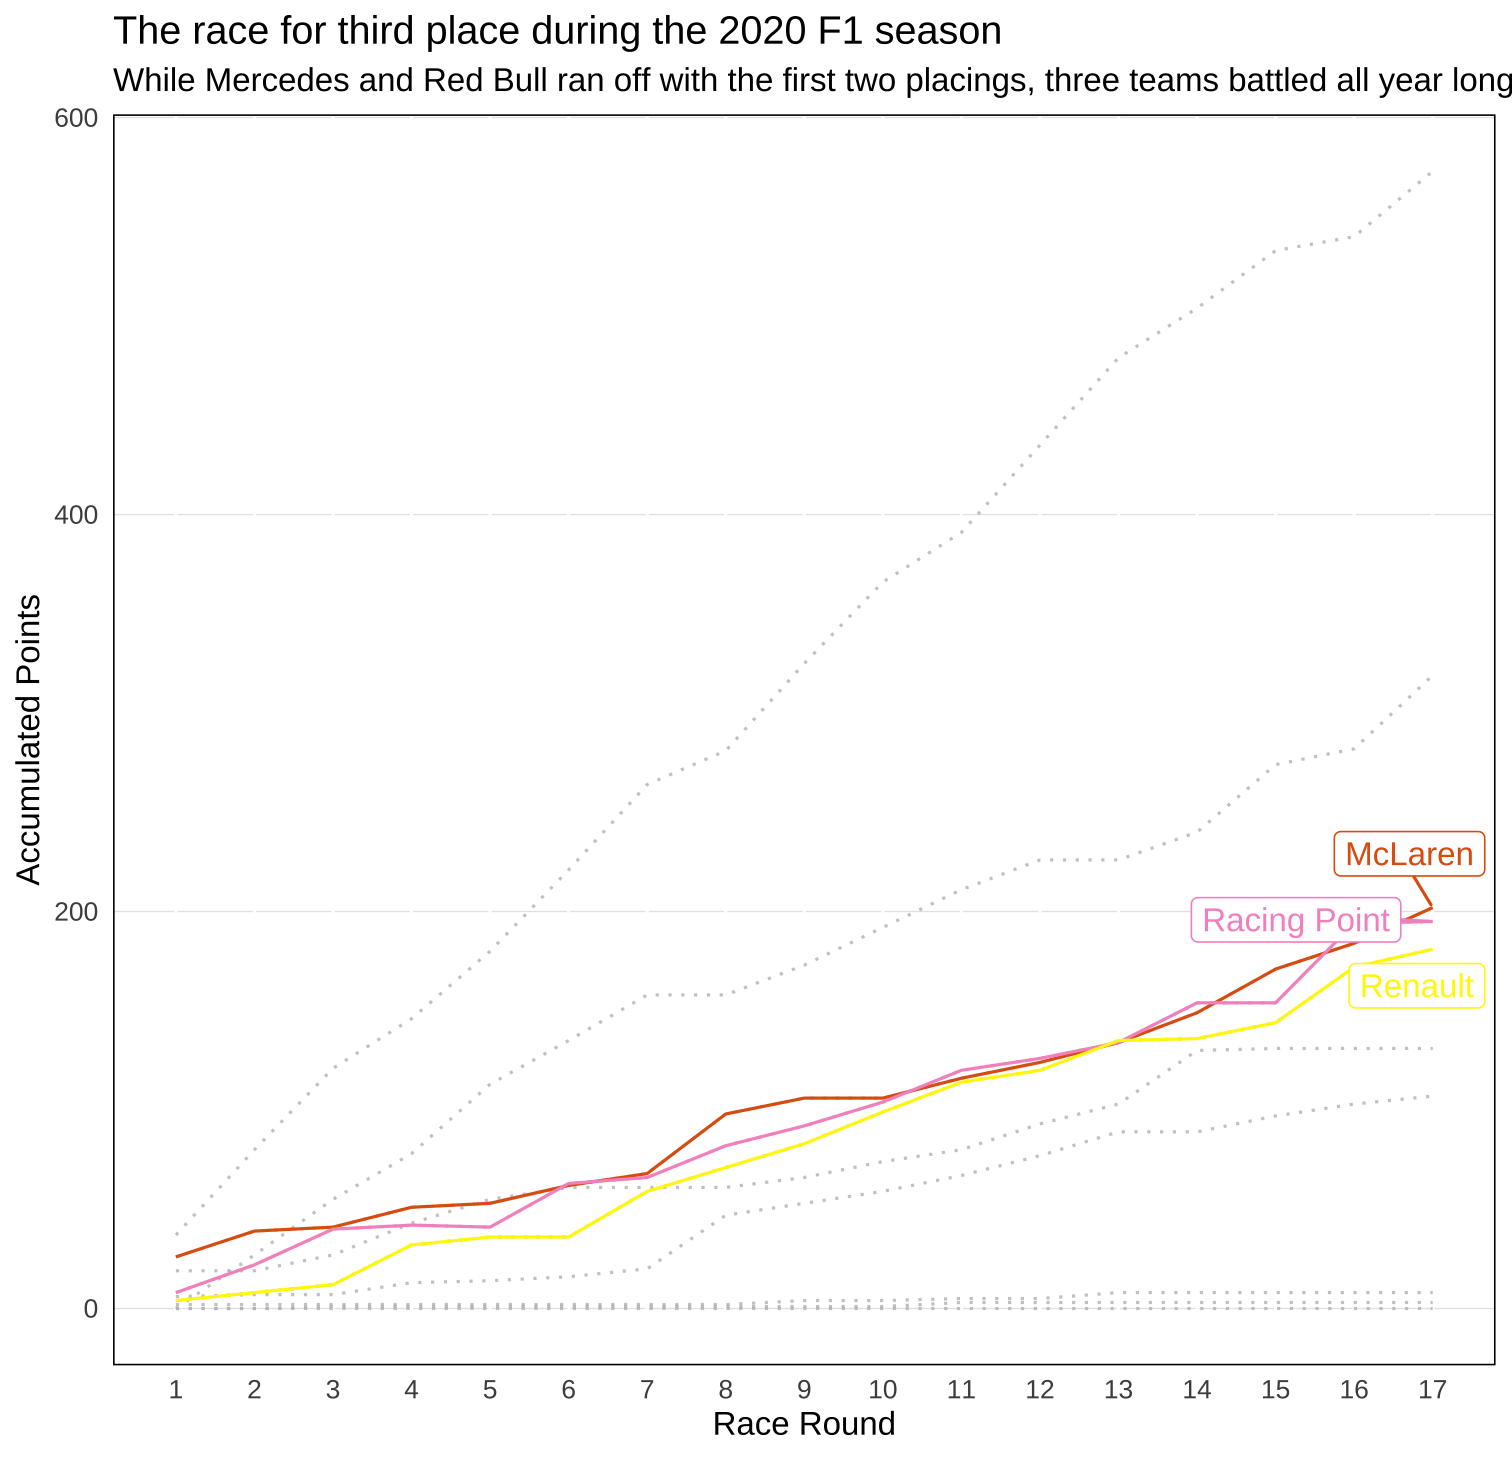 The race for third place during the 2020 F1 season
While Mercedes and Red Bull ran off with the first two placings, three teams battled all year long
600
400
200
0
Accumulated Points
McLaren
Racing Point
Renault
1 2 3 4 5 6 7 8 9 10 11 12 13 14 15 16 17
Race Round